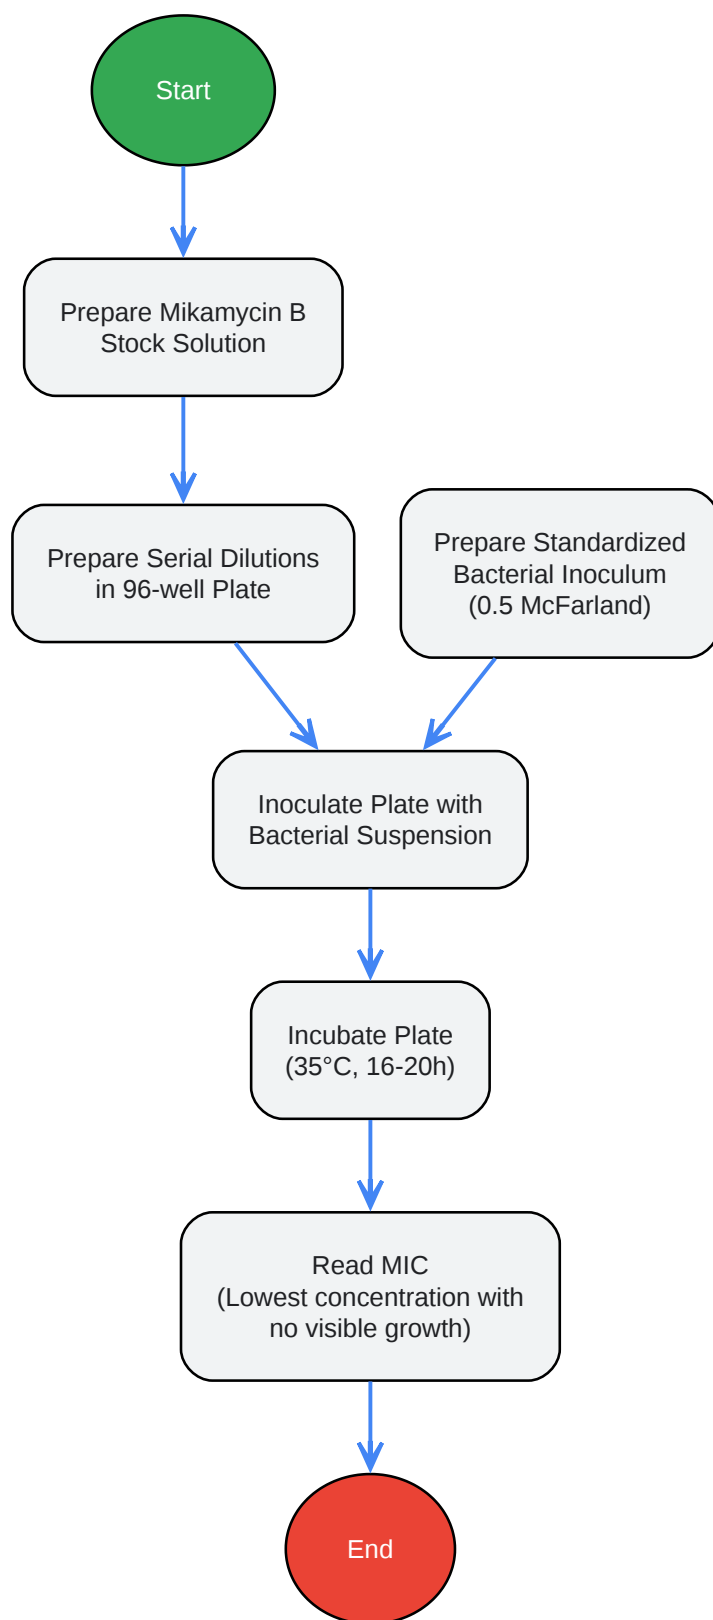 Start
Prepare Mikamycin B
Stock Solution
Prepare Serial Dilutions
in 96-well Plate
Prepare Standardized
Bacterial Inoculum
(0.5 McFarland)
Inoculate Plate with
Bacterial Suspension
Incubate Plate
(35°C, 16-20h)
Read MIC
(Lowest concentration with
no visible growth)
End